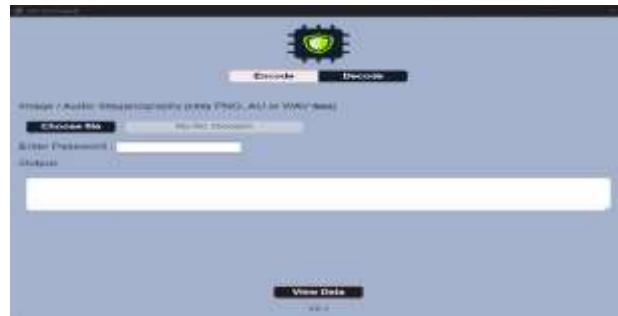 Encode Decode
Image / Audio Steganography (only PNG, AU or WAV files)
Choose file No file Choosen
Enter Password :
Output
View Data